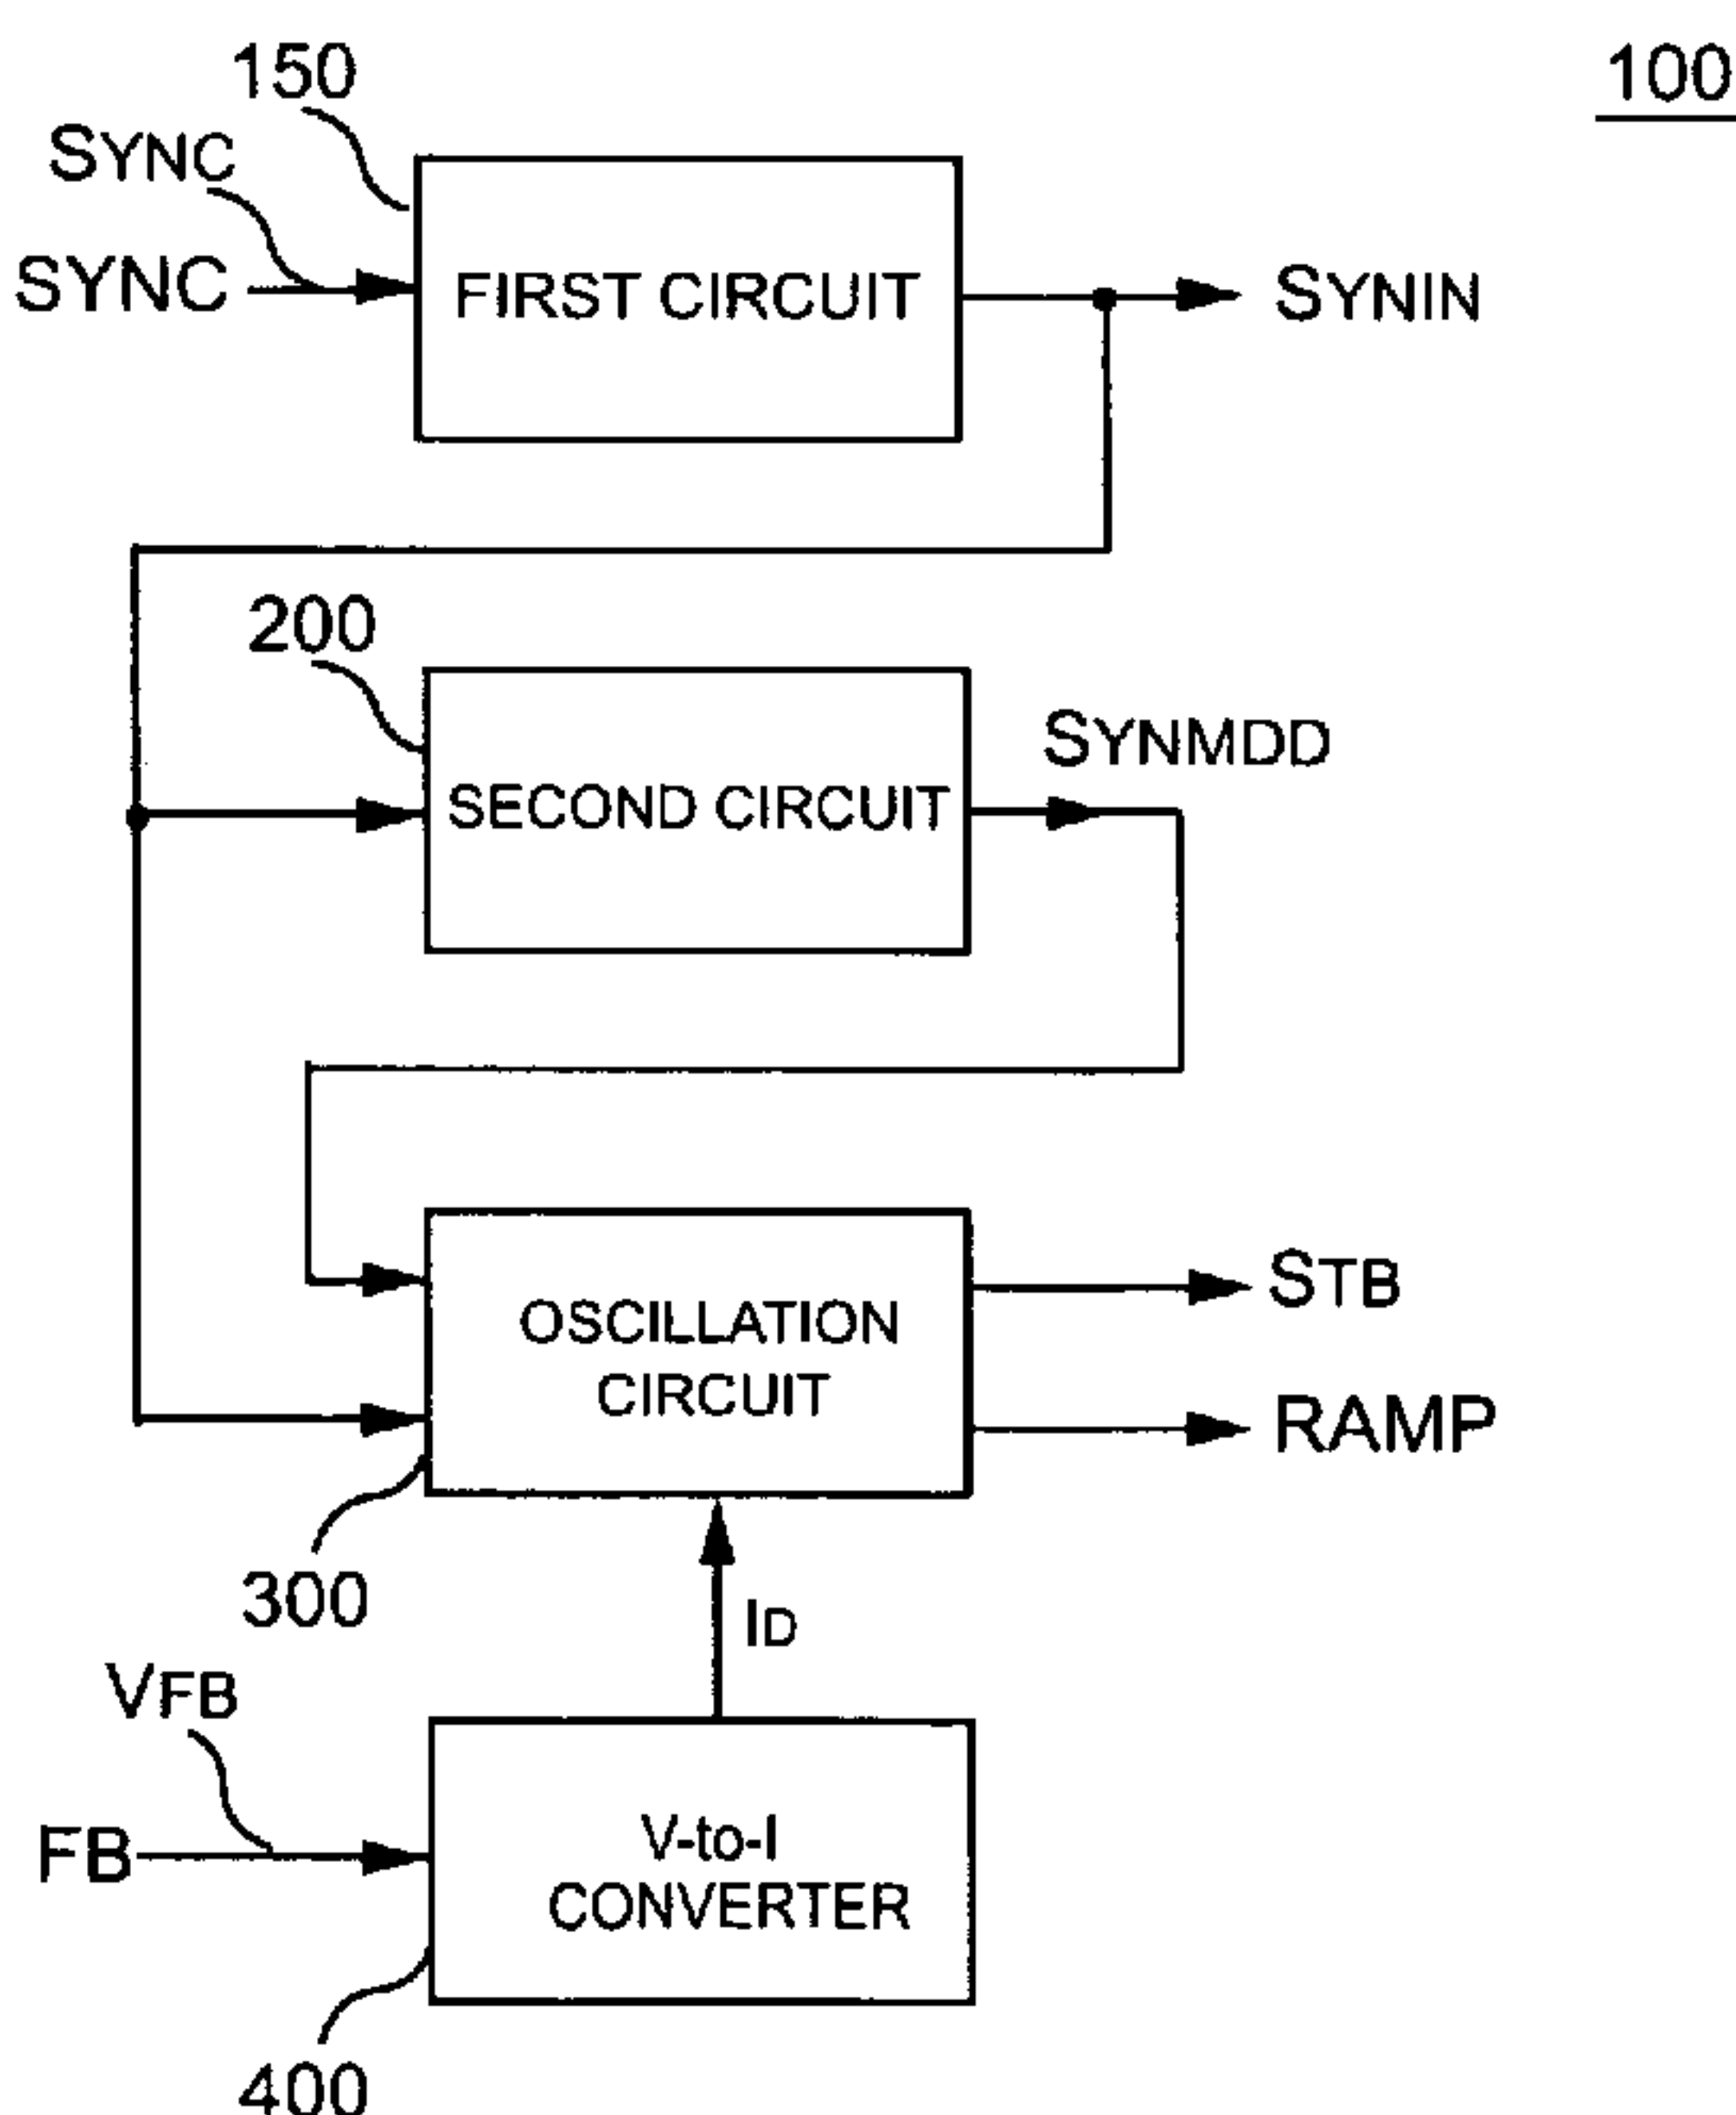 150
100
SYNC
SYNC
FIRST CIRCUIT
SYNIN
200
SYNMDD
SECOND CIRCUIT
STB
OSCILLATION
CIRCUIT
RAMP
300
ID
VFB
FB
V-to-I
CONVERTER
400